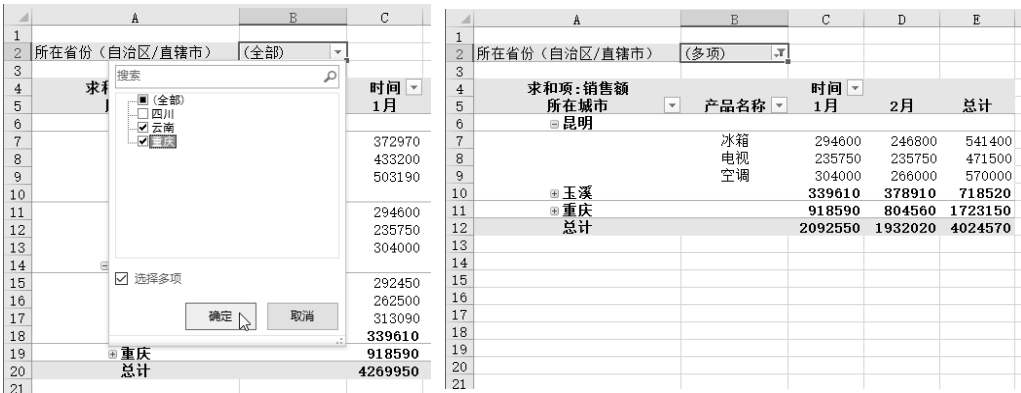 A B C
1
2 所在省份（自治区/直辖市） (全部)
3
搜索
4 求和 时间
5 1月
(全部)
四川
云南
重庆
6
7 372970
8 433200
9 503190
10
11 294600
12 235750
13 304000
14
15 选择多项 292450
16 262500
17 确定 取消 313090
18 339610
19 重庆 918590
20 总计 4269950
21
A B C D E
1
2 所在省份（自治区/直辖市） (多项)
3
4 求和项:销售额 时间
5 所在城市 产品名称 1月 2月 总计
6 昆明
7 冰箱 294600 246800 541400
8 电视 235750 235750 471500
9 空调 304000 266000 570000
10 玉溪 339610 378910 718520
11 重庆 918590 804560 1723150
12 总计 2092550 1932020 4024570
13
14
15
16
17
18
19
20
21